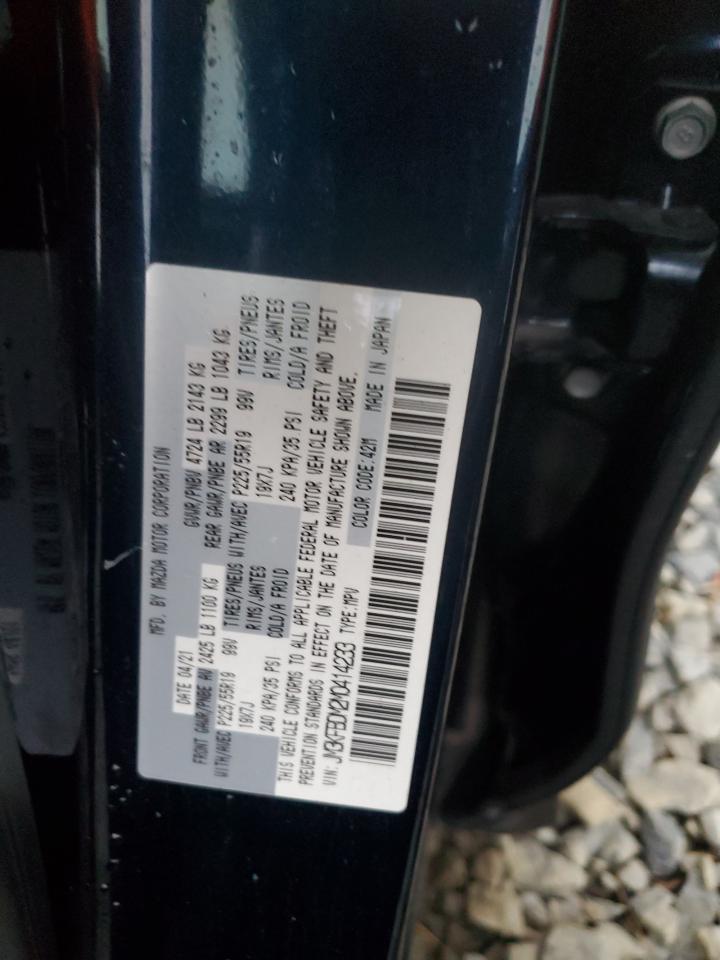 MFD. BY MAZDA MOTOR CORPORATION
DATE 04/21 GVWR/PNBV 4724 LB 2143 KG
FRONT GAWR/PNBE AV 2425 LB 1100 KG REAR GAWR/PNBE AR 2299 LB 1043 KG
WITH/AVEC P225/55R19 99V TIRES/PNEUS WITH/AVEC P225/55R19 99V TIRES/PNEUS
19X7J RIMS/JANTES 19X7J RIMS/JANTES
240 KPA/35 PSI COLD/A FROID 240 KPA/35 PSI COLD/A FROID
THIS VEHICLE CONFORMS TO ALL APPLICABLE FEDERAL MOTOR VEHICLE SAFETY AND THEFT
PREVENTION STANDARDS IN EFFECT ON THE DATE OF MANUFACTURE SHOWN ABOVE.
VIN: JM3KFBDM2M0414233 TYPE:MPV COLOR CODE:42M MADE IN JAPAN